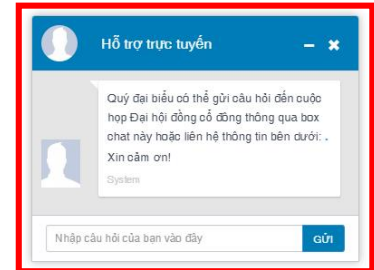 Hỗ trợ trực tuyến
Quý đại biểu có thể gửi câu hỏi đến cuộc
họp Đại hội đồng cổ đông thông qua box
chat này hoặc liên hệ thông tin bên dưới: .
Xin cảm ơn!
System
Nhập câu hỏi của bạn vào đây
GỬI